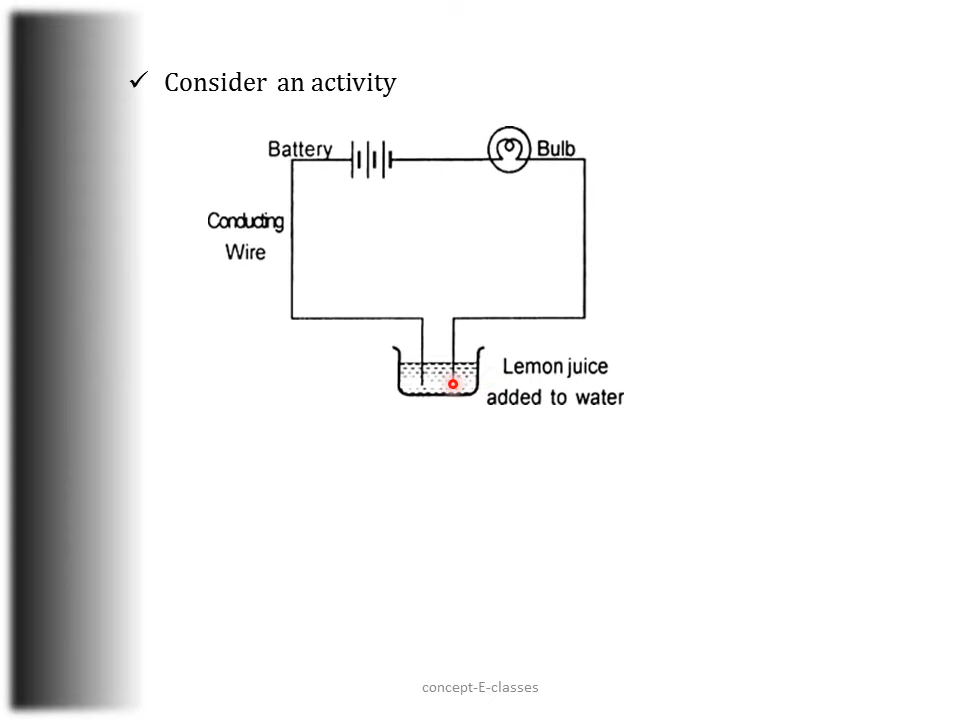 ✓ Consider an activity
Battery
Bulb
Conducting
Wire
Lemon juice
added to water
concept-E-classes